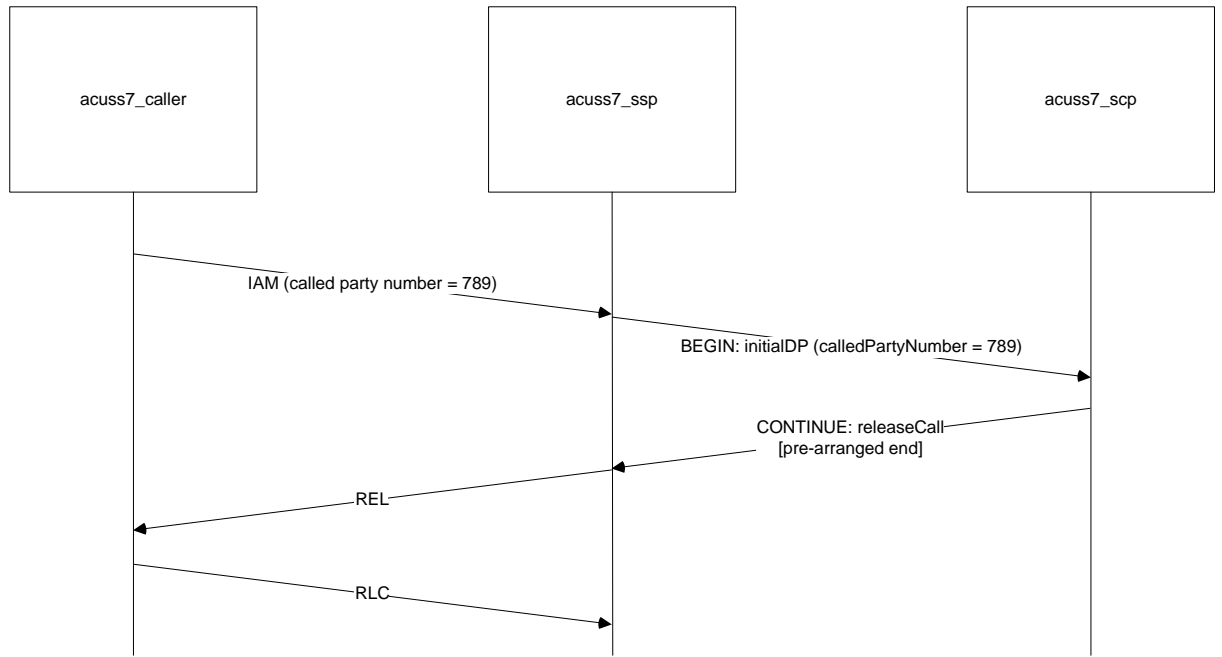 acuss7_caller
acuss7_ssp
acuss7_scp
IAM (called party number = 789)
BEGIN: initialDP (calledPartyNumber = 789)
CONTINUE: releaseCall
[pre-arranged end]
REL
RLC